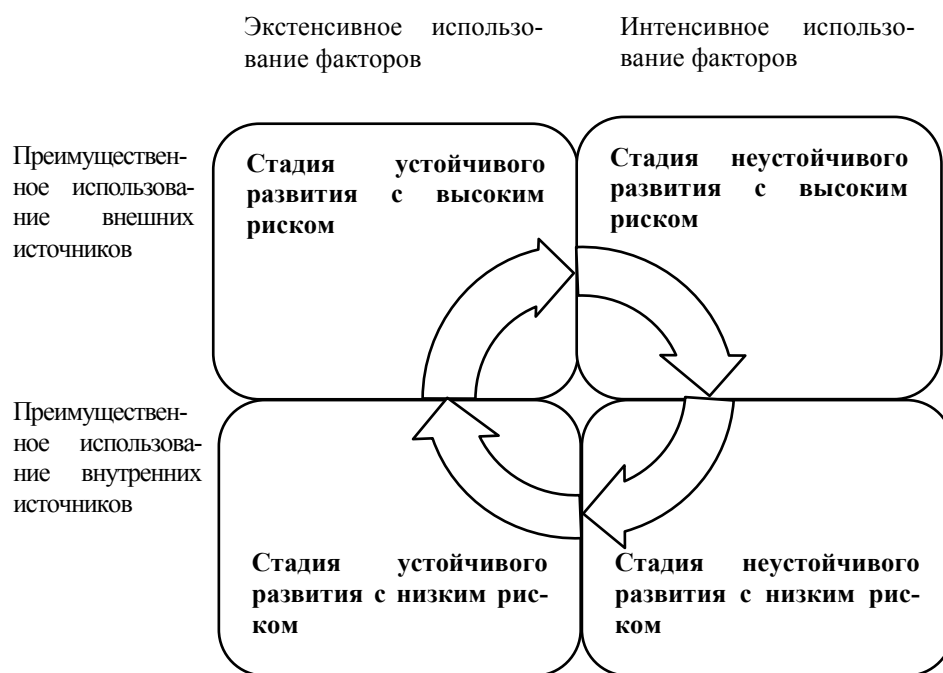 Экстенсивное использо-
вание факторов
Интенсивное использо-
вание факторов
Преимуществен-
ное использова-
ние внешних
источников
Стадия устойчивого
развития с высоким
риском
Стадия неустойчивого
развития с высоким
риском
Преимуществен-
ное использова-
ние внутренних
источников
Стадия устойчивого
развития с низким рис-
ком
Стадия неустойчивого
развития с низким рис-
ком